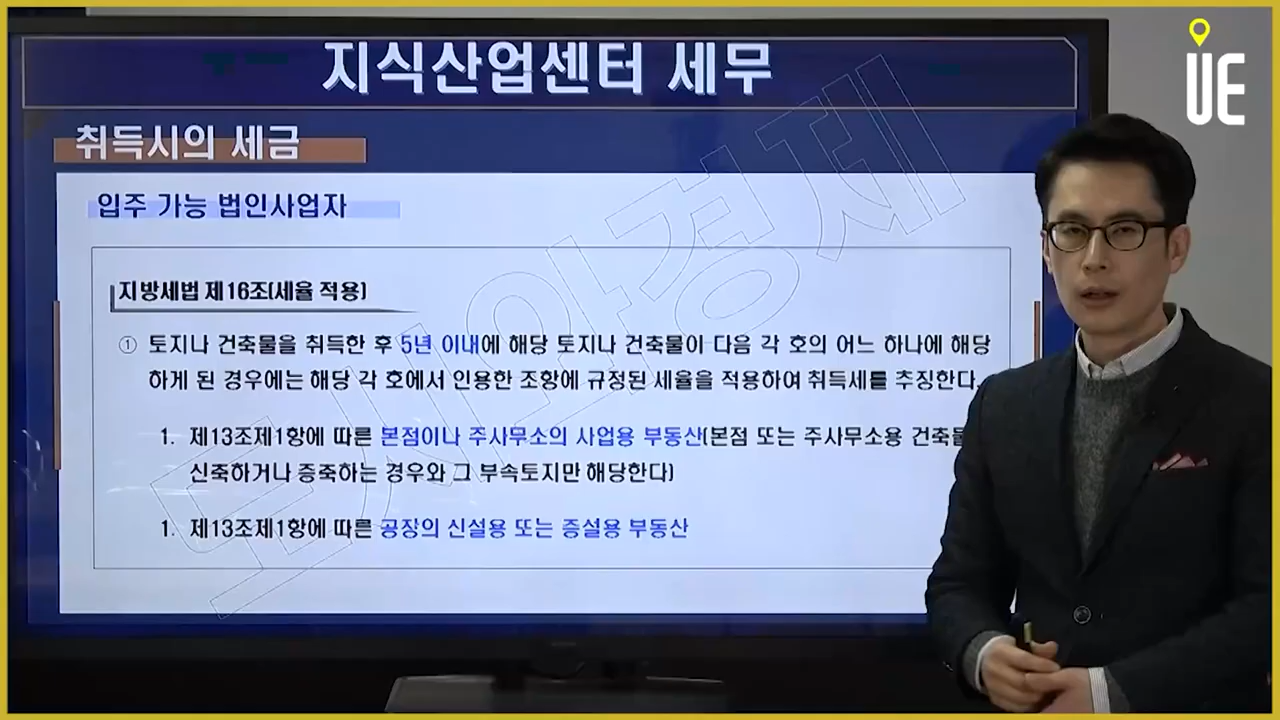 UE
지식산업센터 세무
취득시의 세금
입주 가능 법인사업자
지방세법 제16조(세율 적용)
① 토지나 건축물을 취득한 후 5년 이내에 해당 토지나 건축물이 다음 각 호의 어느 하나에 해당
하게 된 경우에는 해당 각 호에서 인용한 조항에 규정된 세율을 적용하여 취득세를 추징한다.
1. 제13조제1항에 따른 본점이나 주사무소의 사업용 부동산(본점 또는 주사무소용 건축물
신축하거나 증축하는 경우와 그 부속토지만 해당한다)
1. 제13조제1항에 따른 공장의 신설용 또는 증설용 부동산
도시와경제